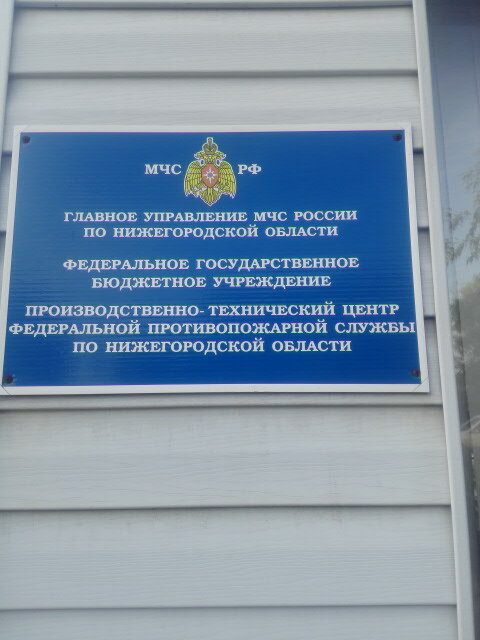 МЧС РФ
ГЛАВНОЕ УПРАВЛЕНИЕ МЧС РОССИИ
ПО НИЖЕГОРОДСКОЙ ОБЛАСТИ
ФЕДЕРАЛЬНОЕ ГОСУДАРСТВЕННОЕ
БЮДЖЕТНОЕ УЧРЕЖДЕНИЕ
ПРОИЗВОДСТВЕННО- ТЕХНИЧЕСКИЙ ЦЕНТР
ФЕДЕРАЛЬНОЙ ПРОТИВОПОЖАРНОЙ СЛУЖБЫ
ПО НИЖЕГОРОДСКОЙ ОБЛАСТИ